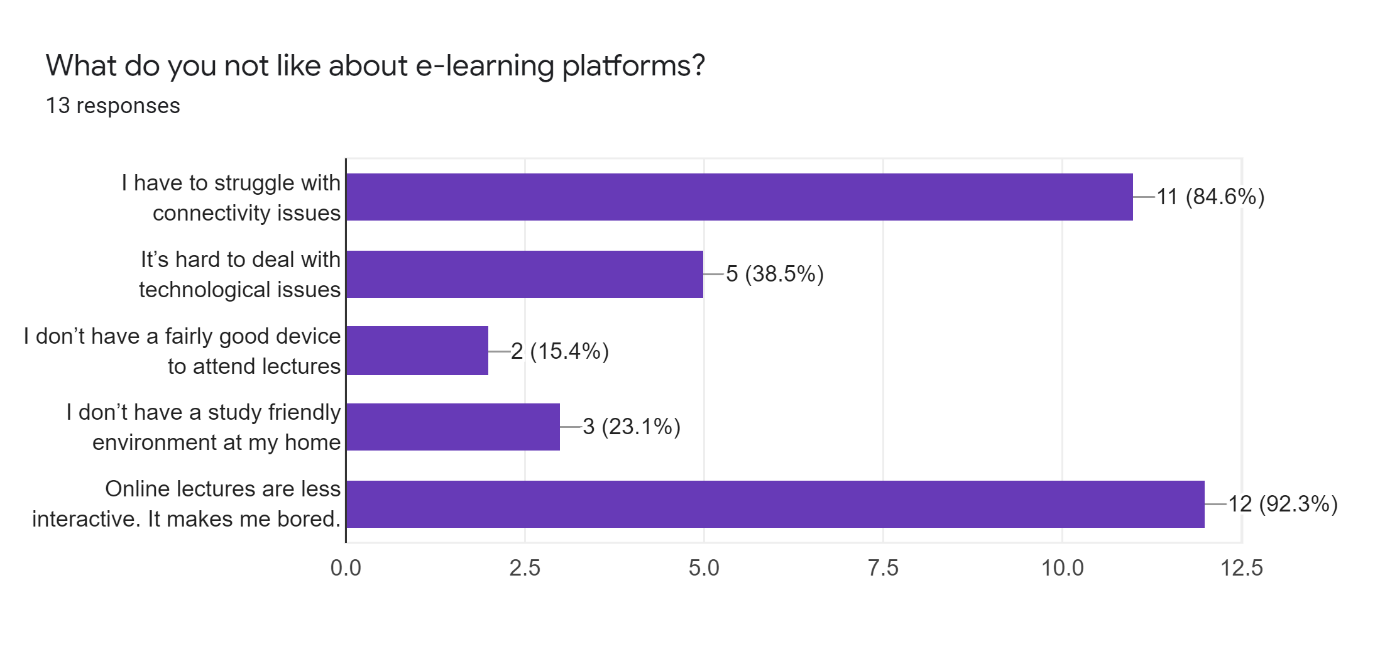 What do you not like about e-learning platforms?
13 responses
I have to struggle with
connectivity issues
11 (84.6%)
It’s hard to deal with
technological issues
5 (38.5%)
I don’t have a fairly good device
to attend lectures
2 (15.4%)
I don’t have a study friendly
environment at my home
3 (23.1%)
Online lectures are less
interactive. It makes me bored.
12 (92.3%)
0.0 2.5 5.0 7.5 10.0 12.5